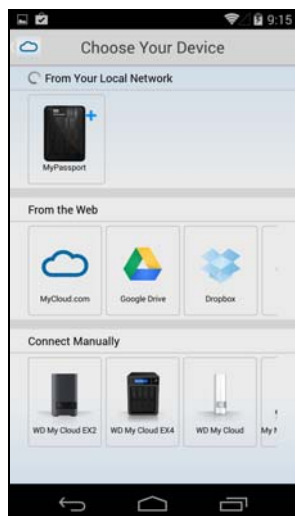 9:15
Choose Your Device
From Your Local Network
MyPassport
From the Web
MyCloud.com
Google Drive
Dropbox
Connect Manually
WD My Cloud EX2
WD My Cloud EX4
WD My Cloud